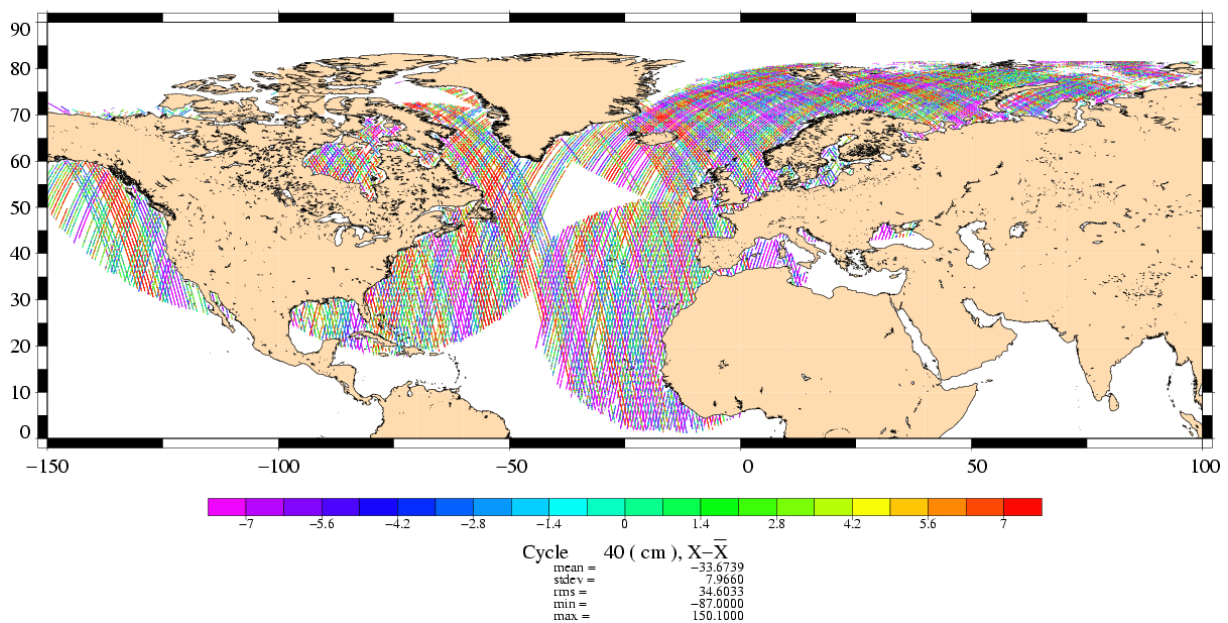 90
80
70
60
50
40
30
20
10
0
−150 −100 −50 0 50 100
−7 −5.6 −4.2 −2.8 −1.4 0 1.4 2.8 4.2 5.6 7
Cycle 40 ( cm ), X−X̅
mean = −33.6739
stdev = 7.9660
rms = 34.6033
min = −87.0000
max = 150.1000